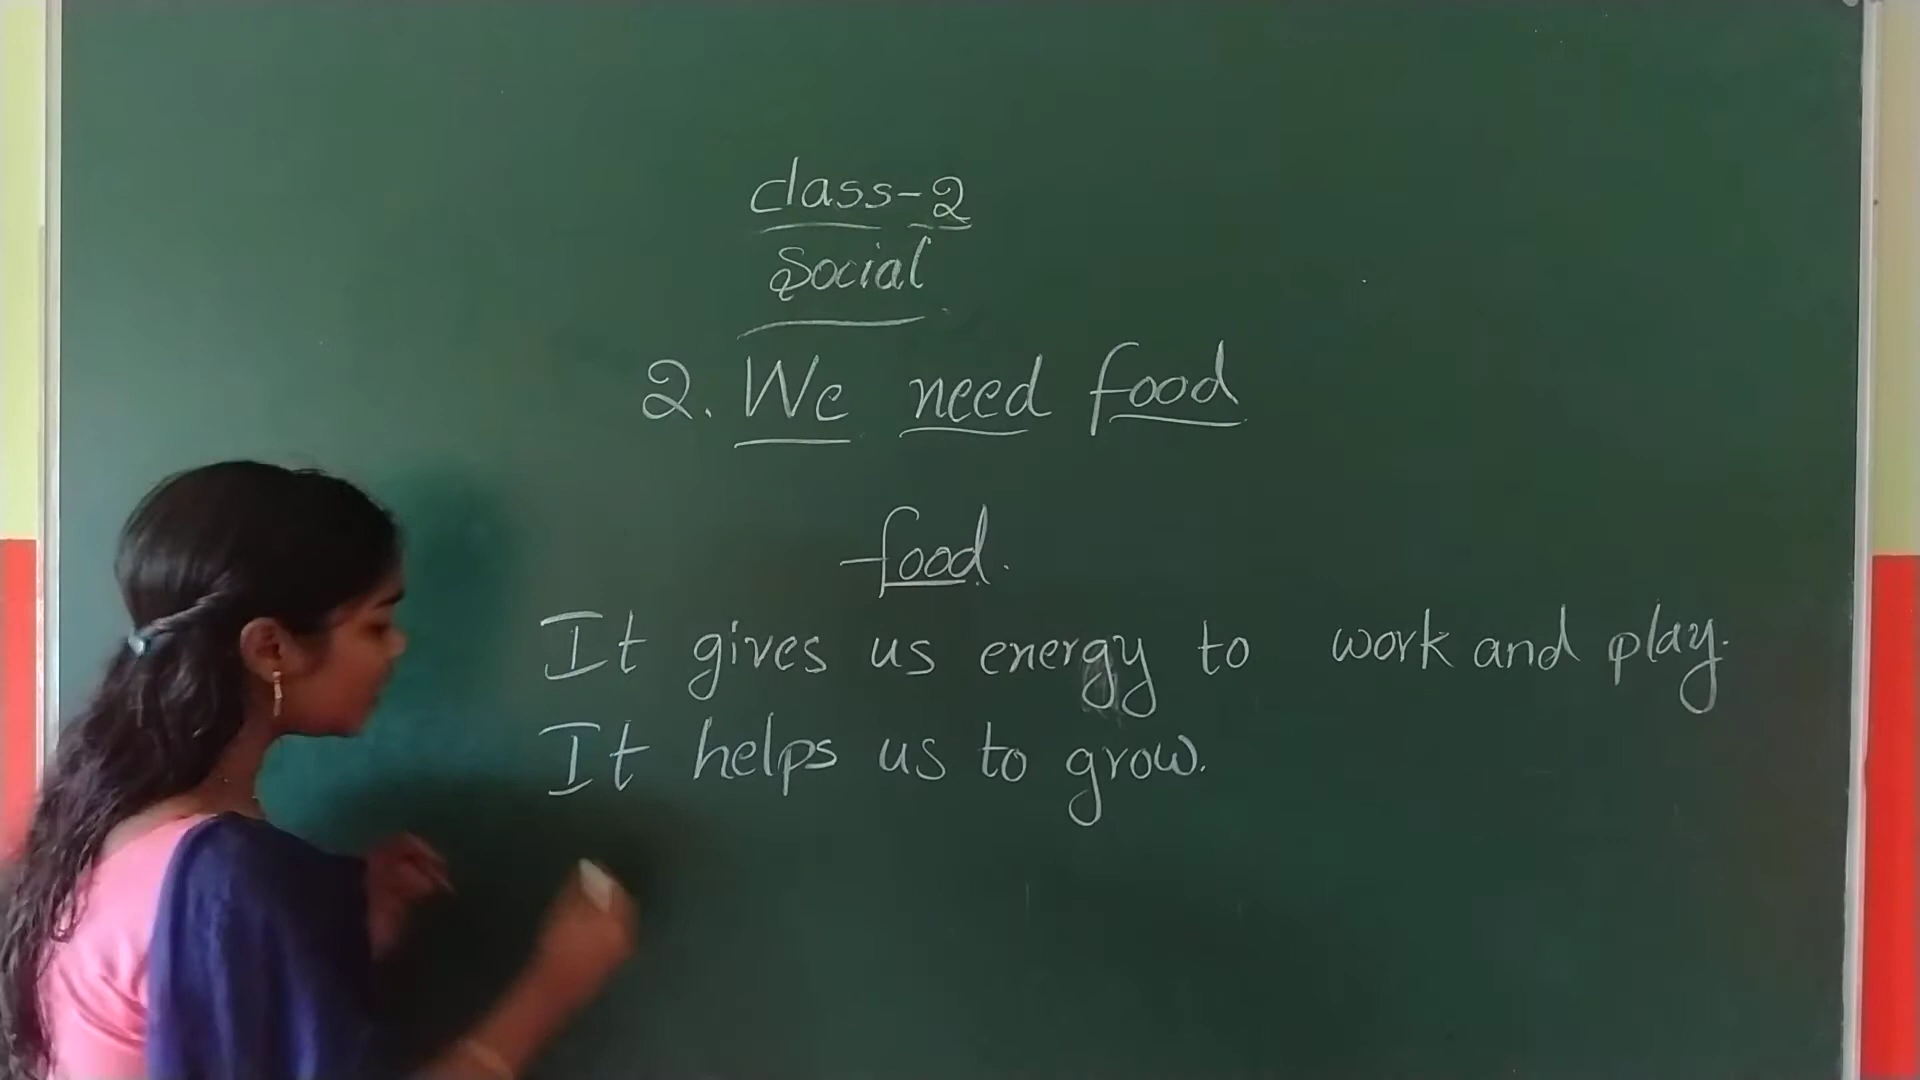 class-2
Social
2. We need food
food.
It gives us energy to work and play.
It helps us to grow.